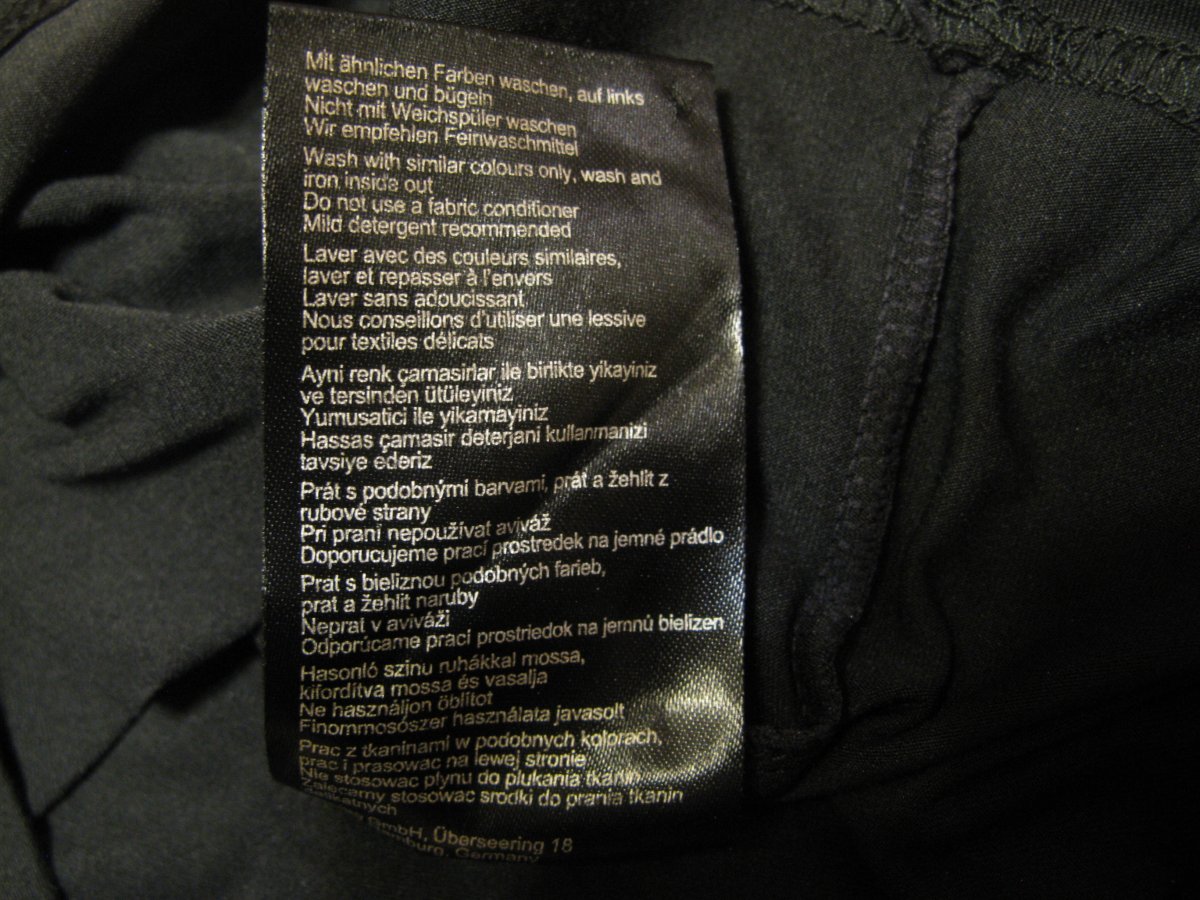 Mit ähnlichen Farben waschen, auf links
waschen und bügeln
Nicht mit Weichspüler waschen
Wir empfehlen Feinwaschmittel
Wash with similar colours only, wash and
iron inside out
Do not use a fabric conditioner
Mild detergent recommended
Laver avec des couleurs similaires,
laver et repasser à l'envers
Laver sans adoucissant
Nous conseillons d'utiliser une lessive
pour textiles délicats
Ayni renk çamasirlar ile birlikte yikayiniz
ve tersinden ütüleyiniz
Yumusatici ile yikamayiniz
Hassas çamasir deterjani kullanmanizi
tavsiye ederiz
Prát s podobnými barvami, prát a žehlit z
rubové strany
Pri praní nepoužívat aviváž
Doporucujeme prací prostredek na jemné prádlo
Prat s bieliznou podobných farieb,
prat a žehlit naruby
Neprat v aviváži
Odporúcame prací prostriedok na jemnú bielizen
Hasonló szinu ruhákkal mossa,
kifordítva mossa és vasalja
Ne használjon öblítot
Finommosószer használata javasolt
Prac z tkaninami w podobnych kolorach,
prac i prasowac na lewej stronie
Nie stosowac plynu do plukania tkanin
Zalecamy stosowac srodki do prania tkanin
GmbH, Überseering 18
Germany